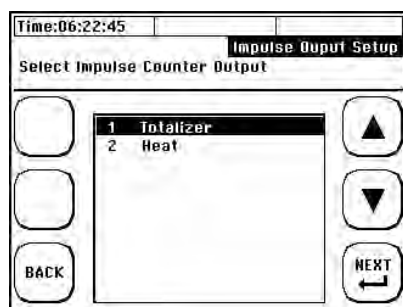 Time:06:22:45
Impulse Ouput Setup
Select Impulse Counter Output
1 Totalizer
2 Heat
BACK
NEXT